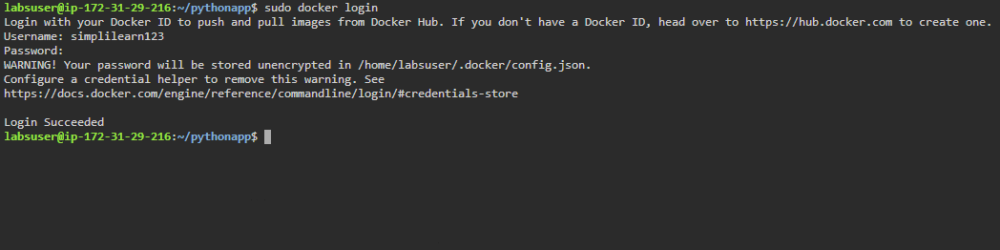 labsuser@ip-172-31-29-216:~/pythonapp$ sudo docker login
Login with your Docker ID to push and pull images from Docker Hub. If you don't have a Docker ID, head over to https://hub.docker.com to create one.
Username: simplilearn123
Password:
WARNING! Your password will be stored unencrypted in /home/labsuser/.docker/config.json.
Configure a credential helper to remove this warning. See
https://docs.docker.com/engine/reference/commandline/login/#credentials-store
Login Succeeded
labsuser@ip-172-31-29-216:~/pythonapp$